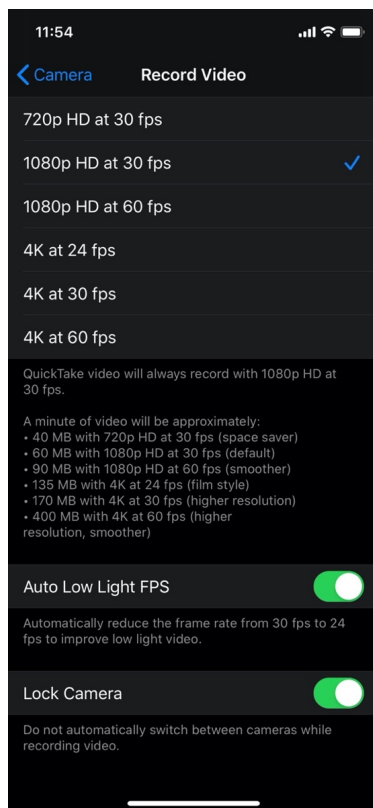 11:54
Camera
Record Video
720p HD at 30 fps
1080p HD at 30 fps
1080p HD at 60 fps
4K at 24 fps
4K at 30 fps
4K at 60 fps
QuickTake video will always record with 1080p HD at
30 fps.
A minute of video will be approximately:
• 40 MB with 720p HD at 30 fps (space saver)
• 60 MB with 1080p HD at 30 fps (default)
• 90 MB with 1080p HD at 60 fps (smoother)
• 135 MB with 4K at 24 fps (film style)
• 170 MB with 4K at 30 fps (higher resolution)
• 400 MB with 4K at 60 fps (higher
resolution, smoother)
Auto Low Light FPS
Automatically reduce the frame rate from 30 fps to 24
fps to improve low light video.
Lock Camera
Do not automatically switch between cameras while
recording video.